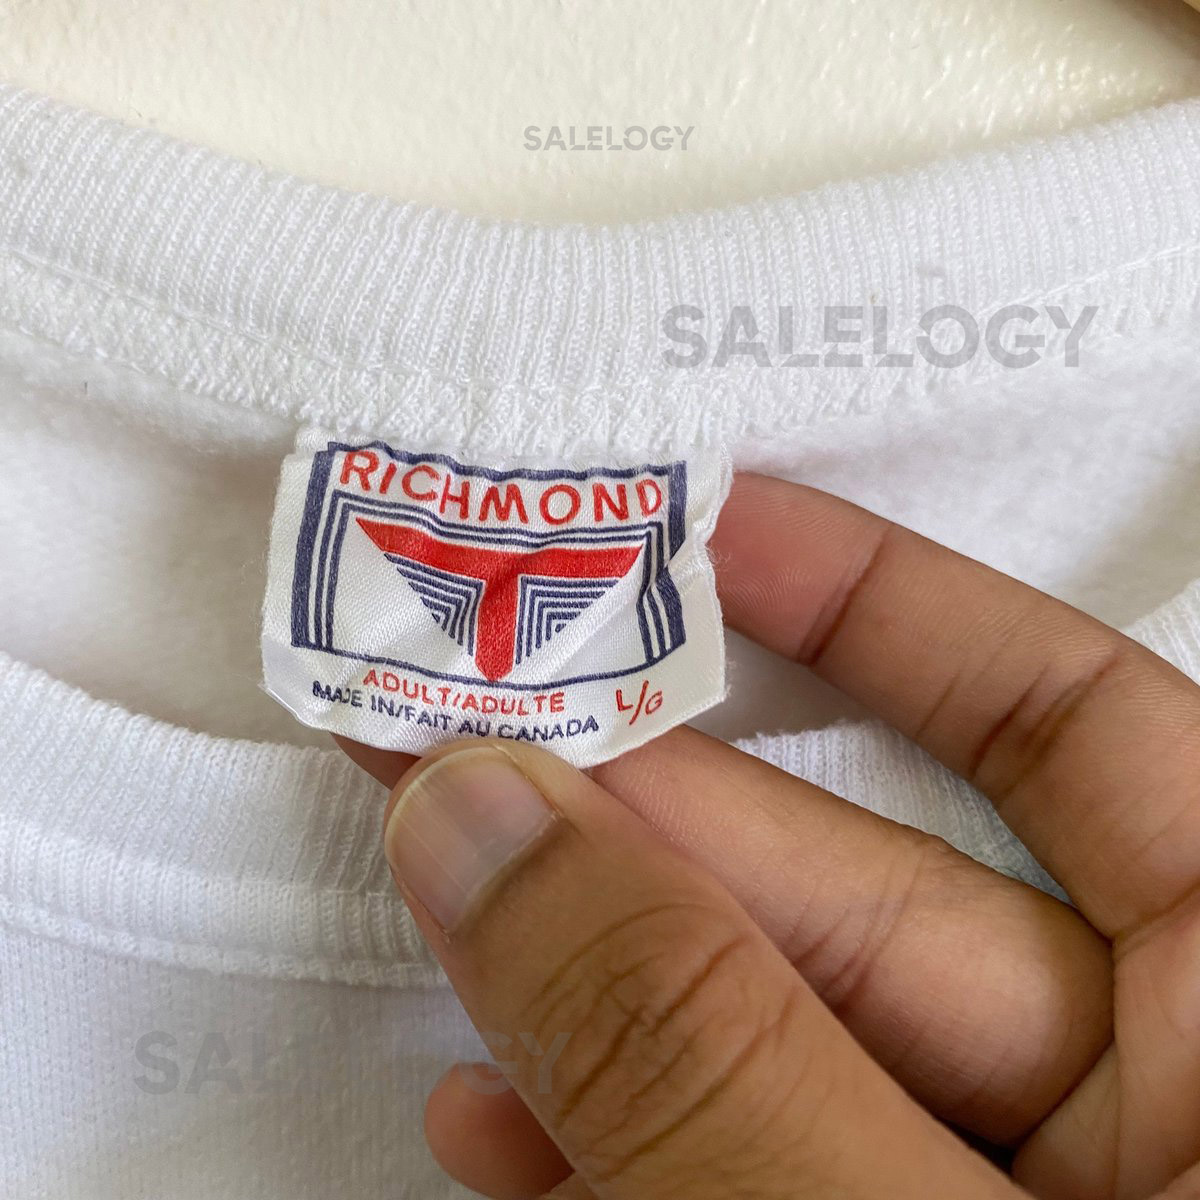 SALELOGY
SALELOGY
RICHMOND
ADULT/ADULTE L/G
MADE IN/FAIT AU CANADA
SALELOGY